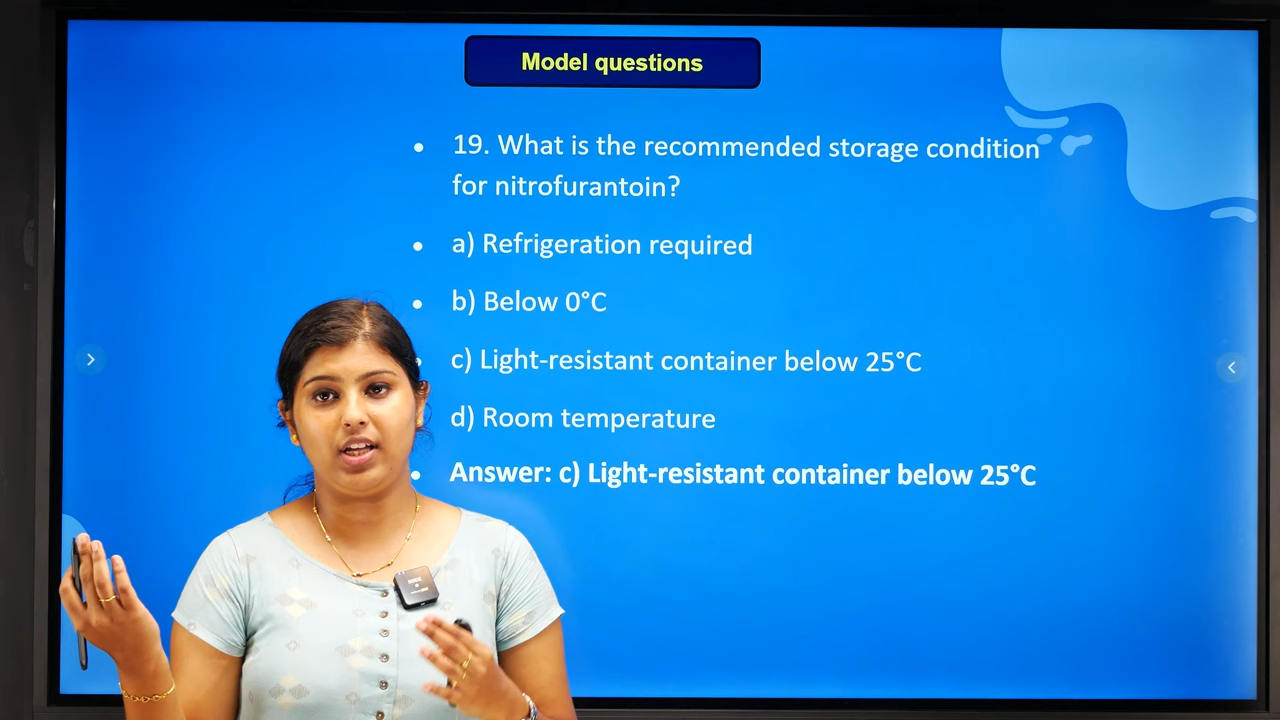 Model questions
19. What is the recommended storage condition
for nitrofurantoin?
a) Refrigeration required
b) Below 0°C
c) Light-resistant container below 25°C
d) Room temperature
Answer: c) Light-resistant container below 25°C
RODE